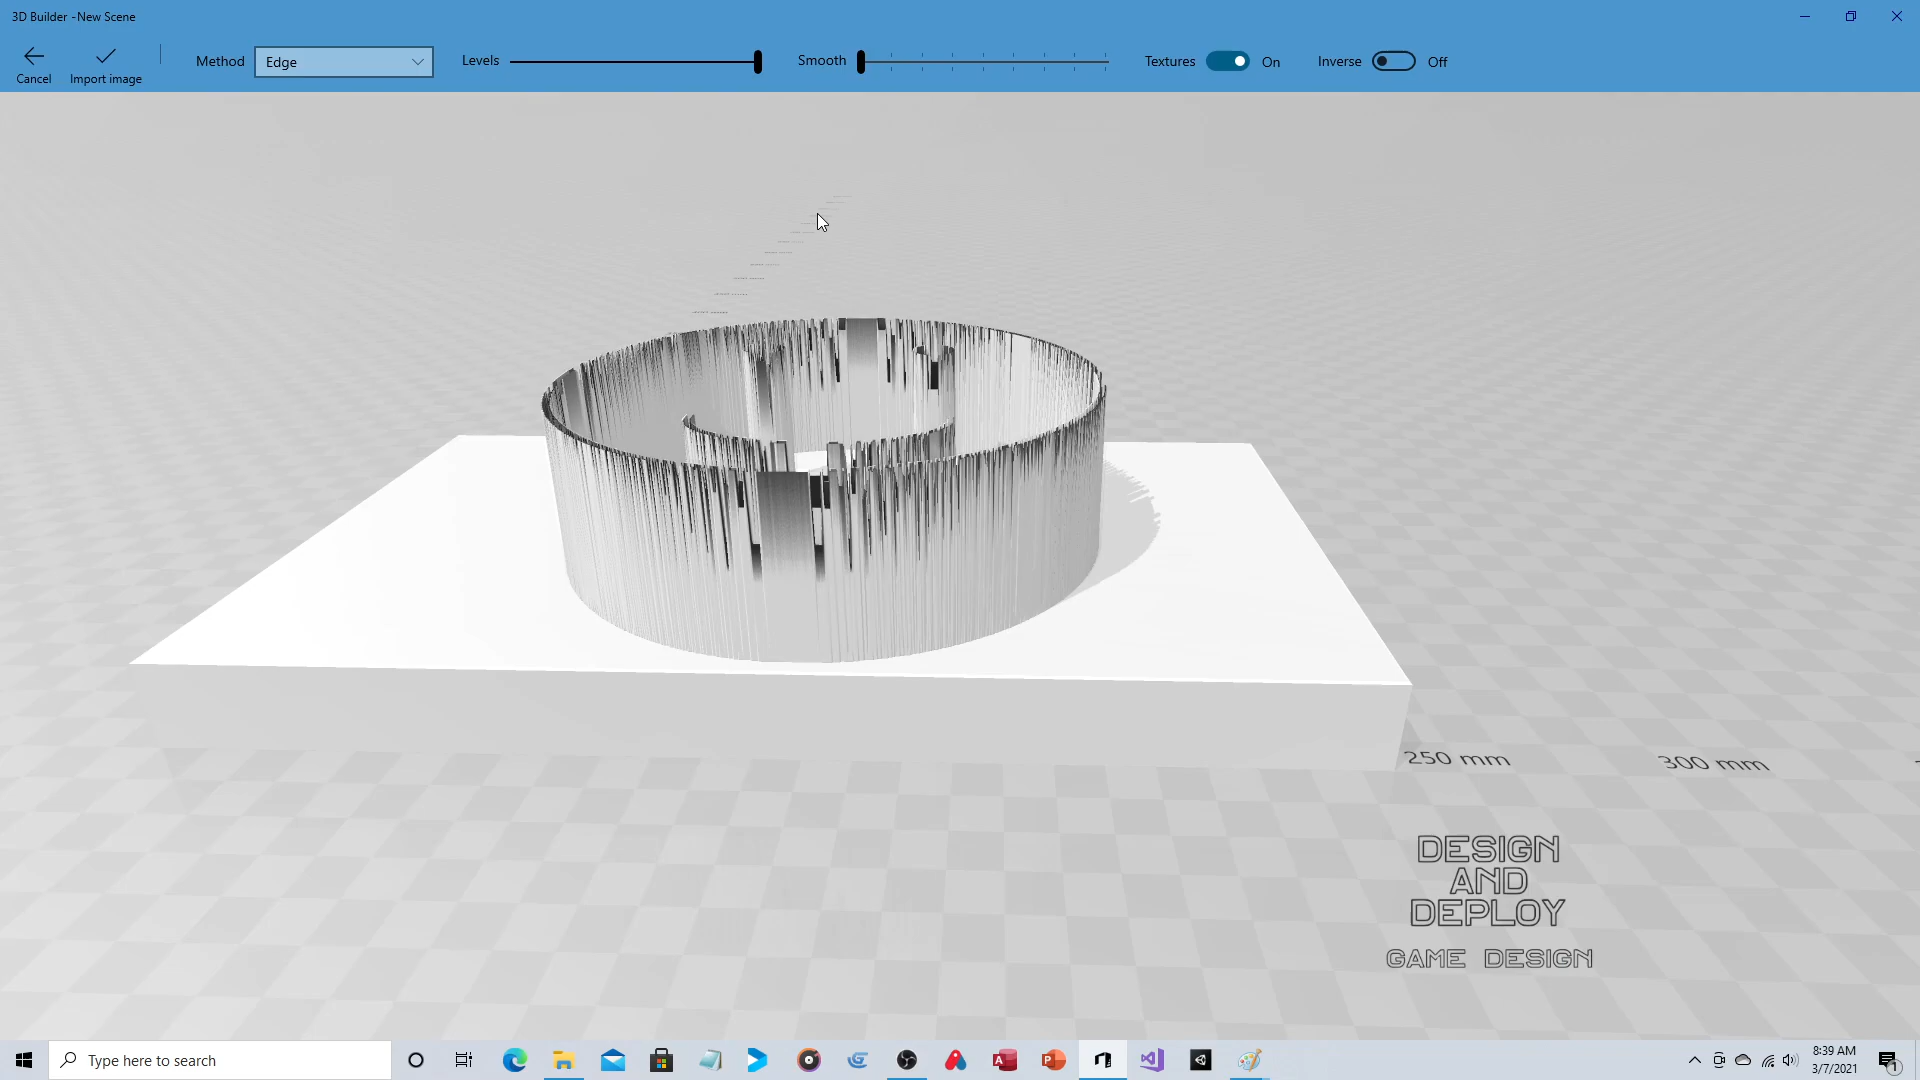 3D Builder -New Scene
Cancel
Import image
Method
Edge
Levels
Smooth
Textures
On
Inverse
Off
250 mm
300 mm
DESIGN
AND
DEPLOY
GAME DESIGN
Type here to search
8:39 AM
3/7/2021
1